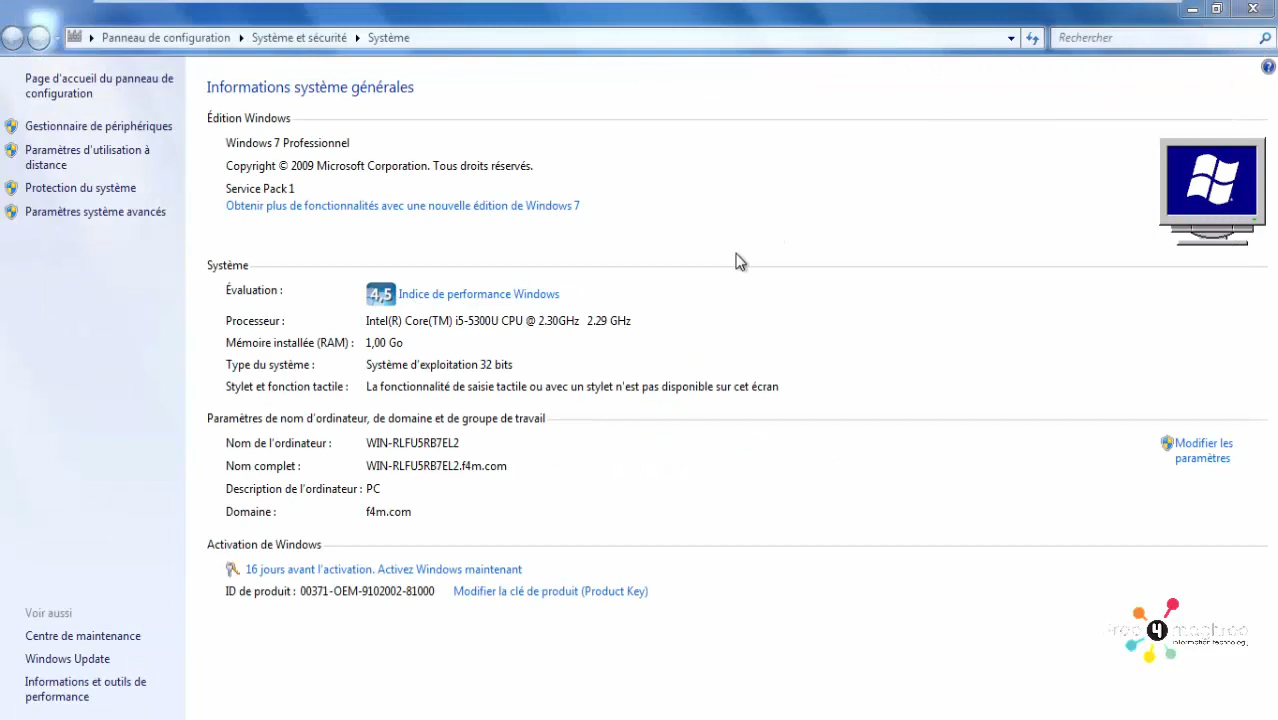 Panneau de configuration Système et sécurité Système
Rechercher
Page d'accueil du panneau de
configuration
Gestionnaire de périphériques
Paramètres d'utilisation à
distance
Protection du système
Paramètres système avancés
Informations système générales
Édition Windows
Windows 7 Professionnel
Copyright © 2009 Microsoft Corporation. Tous droits réservés.
Service Pack 1
Obtenir plus de fonctionnalités avec une nouvelle édition de Windows 7
Système
Évaluation :
4,5 Indice de performance Windows
Processeur : Intel(R) Core(TM) i5-5300U CPU @ 2.30GHz 2.29 GHz
Mémoire installée (RAM) : 1,00 Go
Type du système : Système d'exploitation 32 bits
Stylet et fonction tactile : La fonctionnalité de saisie tactile ou avec un stylet n'est pas disponible sur cet écran
Paramètres de nom d'ordinateur, de domaine et de groupe de travail
Nom de l'ordinateur : WIN-RLFU5RB7EL2
Nom complet : WIN-RLFU5RB7EL2.f4m.com
Description de l'ordinateur : PC
Domaine : f4m.com
Modifier les
paramètres
Activation de Windows
16 jours avant l'activation. Activez Windows maintenant
ID de produit : 00371-OEM-9102002-81000 Modifier la clé de produit (Product Key)
Voir aussi
Centre de maintenance
Windows Update
Informations et outils de
performance
4